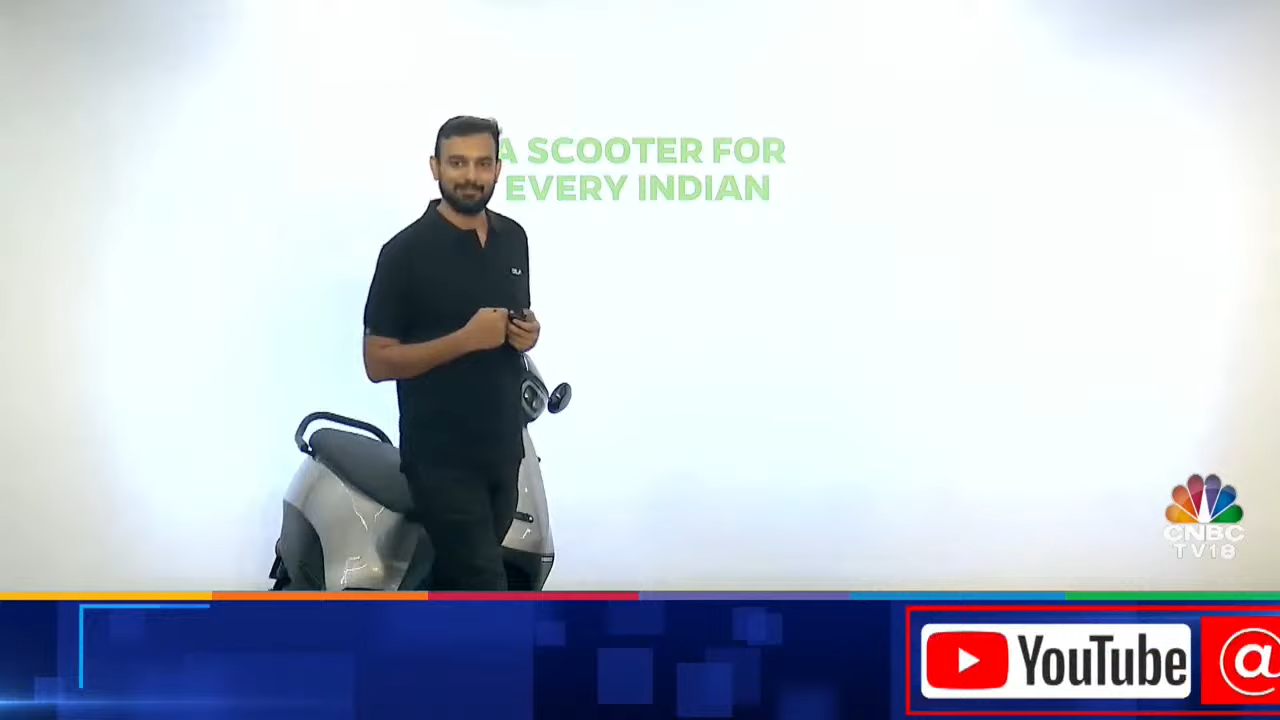 A SCOOTER FOR
EVERY INDIAN
CNBC
TV18
YouTube
@